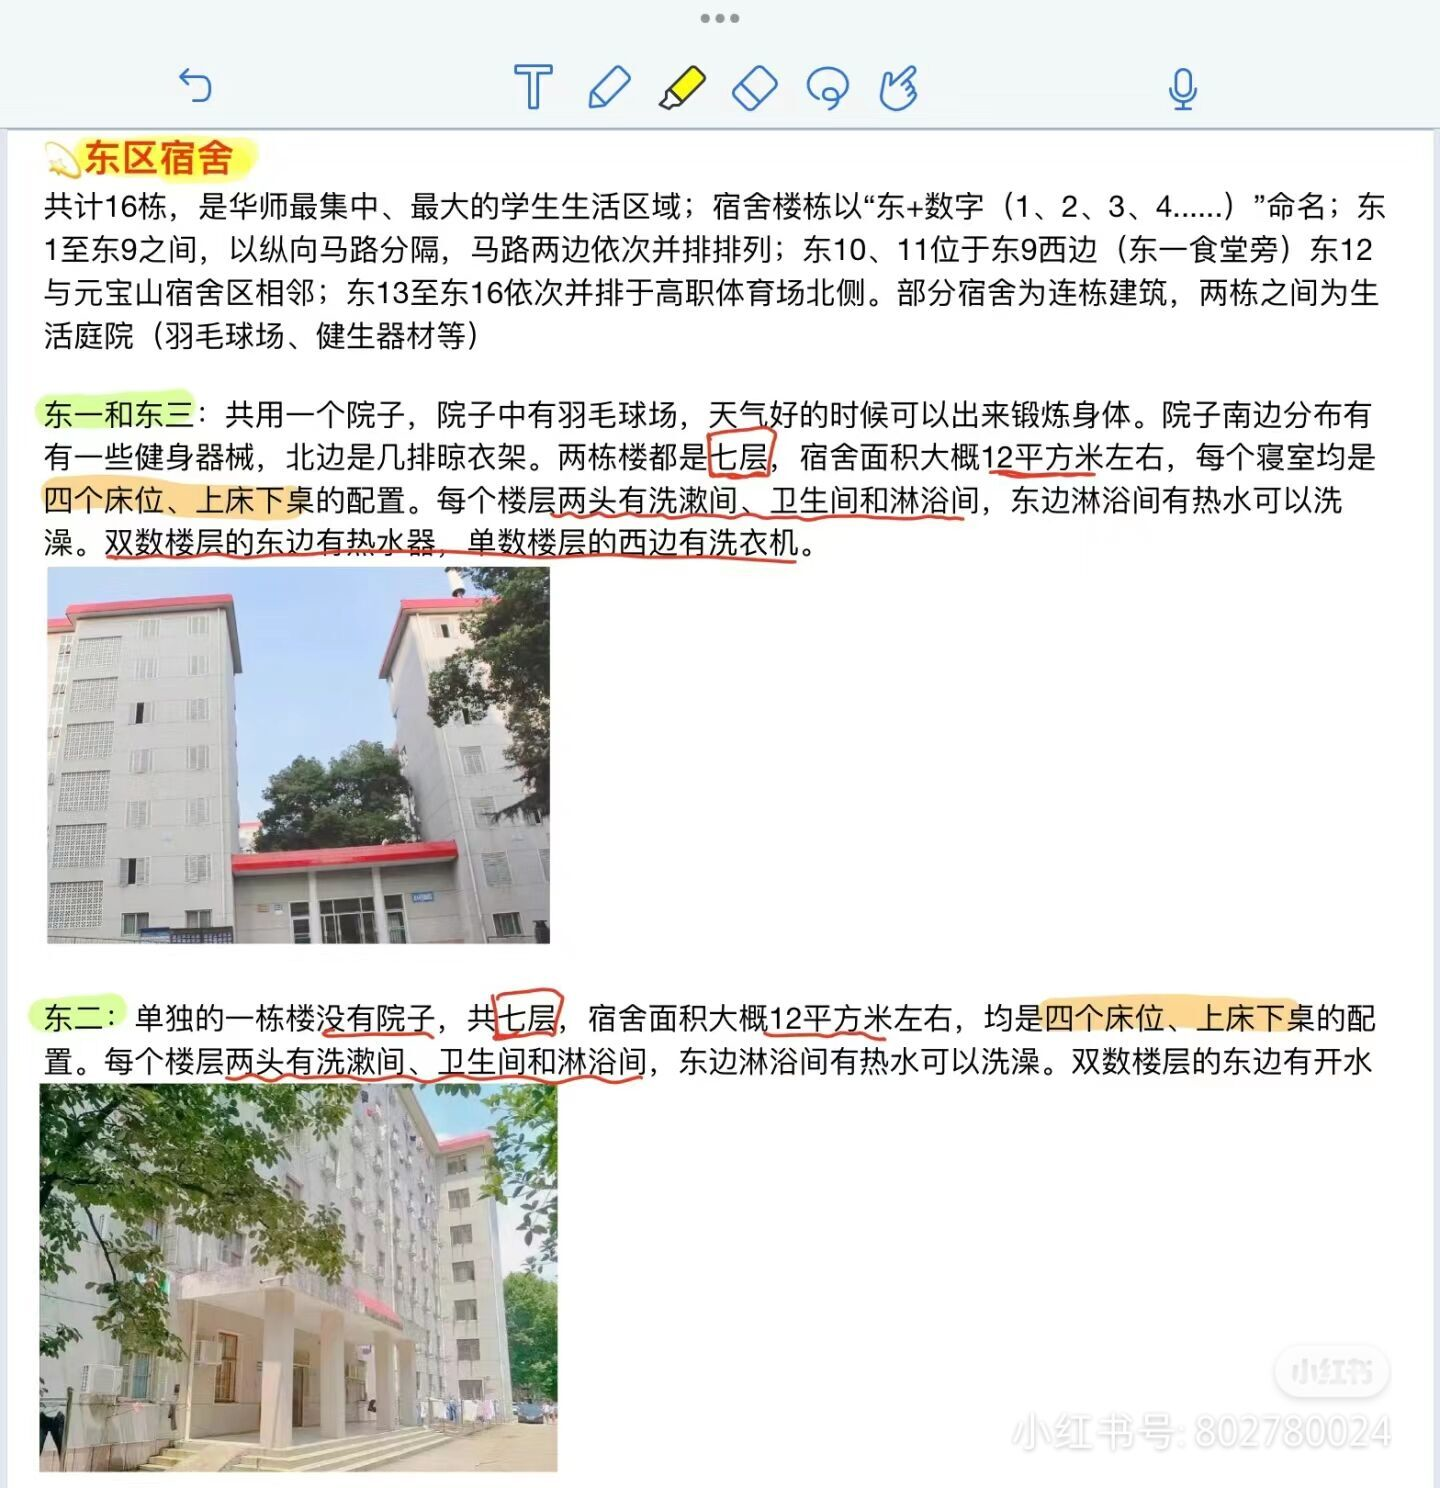 东区宿舍
共计16栋，是华师最集中、最大的学生生活区域；宿舍楼栋以“东+数字（1、2、3、4......）”命名；东
1至东9之间，以纵向马路分隔，马路两边依次并排排列；东10、11位于东9西边（东一食堂旁）东12
与元宝山宿舍区相邻；东13至东16依次并排于高职体育场北侧。部分宿舍为连栋建筑，两栋之间为生
活庭院（羽毛球场、健生器材等）
东一和东三：共用一个院子，院子中有羽毛球场，天气好的时候可以出来锻炼身体。院子南边分布有
有一些健身器械，北边是几排晾衣架。两栋楼都是七层，宿舍面积大概12平方米左右，每个寝室均是
四个床位、上床下桌的配置。每个楼层两头有洗漱间、卫生间和淋浴间，东边淋浴间有热水可以洗
澡。双数楼层的东边有热水器，单数楼层的西边有洗衣机。
东二：单独的一栋楼没有院子，共七层，宿舍面积大概12平方米左右，均是四个床位、上床下桌的配
置。每个楼层两头有洗漱间、卫生间和淋浴间，东边淋浴间有热水可以洗澡。双数楼层的东边有开水
小红书
小红书号: 802780024